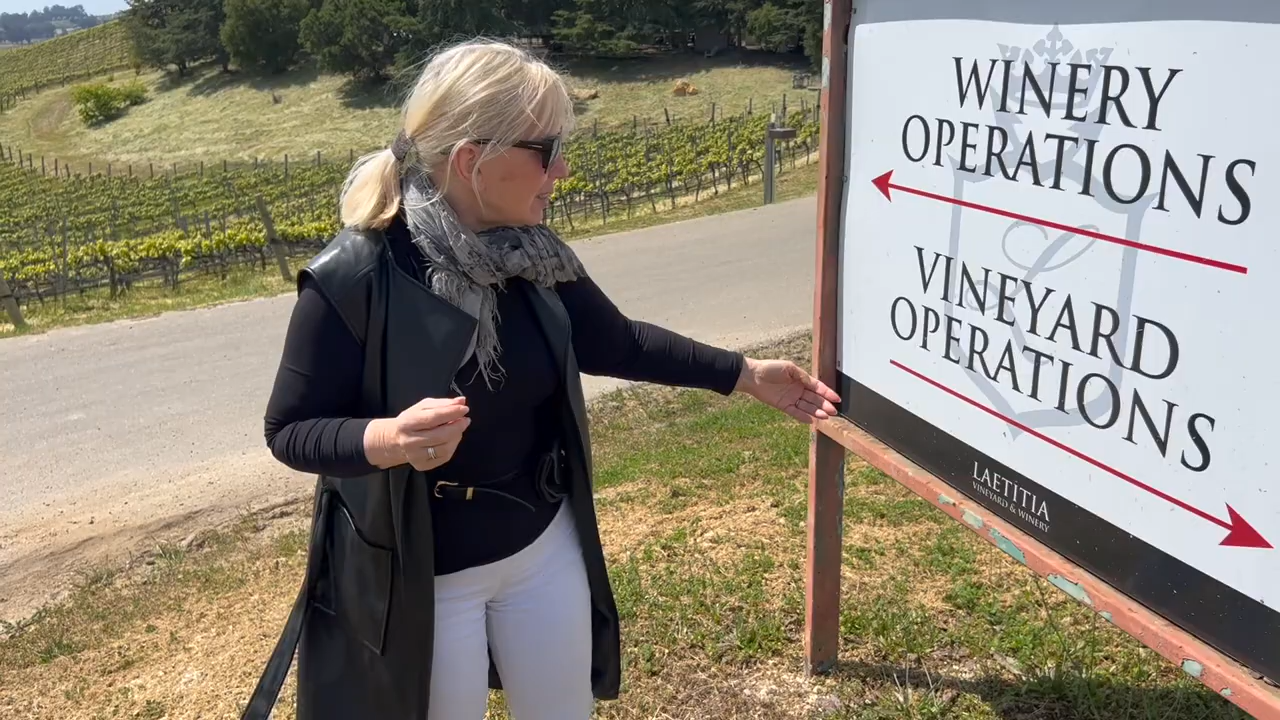 WINERY
OPERATIONS
VINEYARD
OPERATIONS
LAETITIA
VINEYARD & WINERY